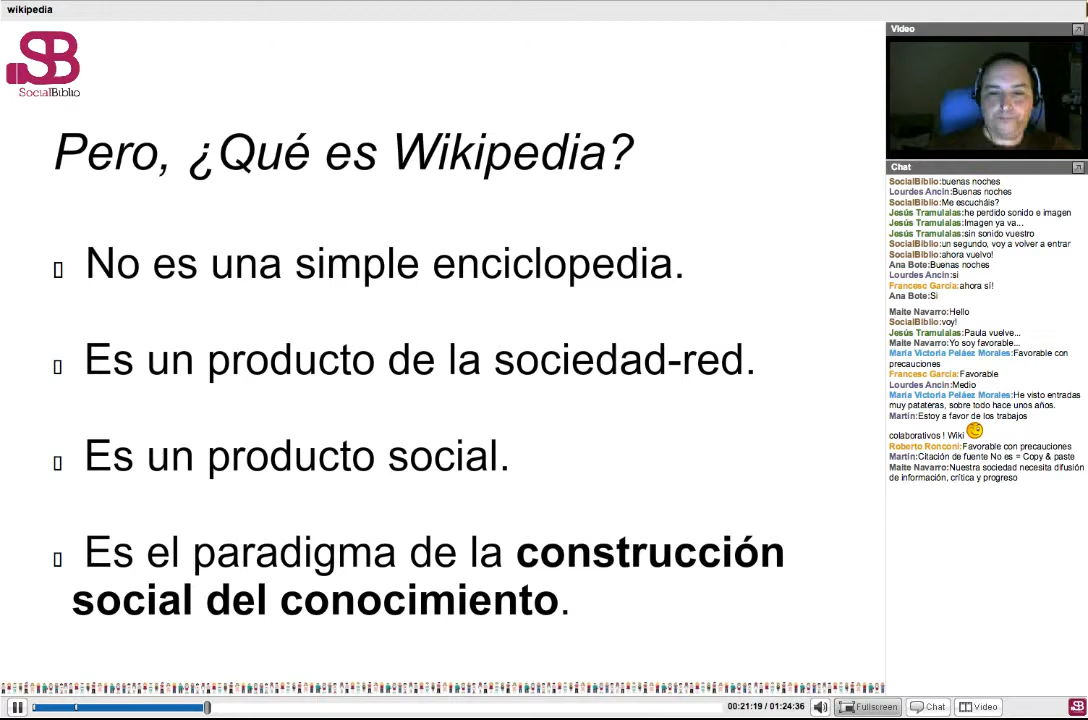 wikipedia
SB
SocialBiblio
Pero, ¿Qué es Wikipedia?
No es una simple enciclopedia.
Es un producto de la sociedad-red.
Es un producto social.
Es el paradigma de la construcción
social del conocimiento.
Video
Chat
SocialBiblio:buenas noches
Lourdes Ancin:Buenas noches
SocialBiblio:Me escucháis?
Jesús Tramulalas:he perdido sonido e imagen
Jesús Tramulalas:Imagen ya va...
Jesús Tramulalas:sin sonido vuestro
SocialBiblio:un segundo, voy a volver a entrar
SocialBiblio:ahora vuelvo!
Ana Bote:Buenas noches
Lourdes Ancin:si
Francesc García:ahora sí!
Ana Bote:Si
Maite Navarro:Hello
SocialBiblio:voy!
Jesús Tramulalas:Paula vuelve...
Maite Navarro:Yo soy favorable...
María Victoria Peláez Morales:Favorable con
precauciones
Francesc García:Favorable
Lourdes Ancin:Medio
María Victoria Peláez Morales:He visto entradas
muy patateras, sobre todo hace unos años.
Martín:Estoy a favor de los trabajos
colaborativos ! Wiki
Roberto Ronconi:Favorable con precauciones
Martín:Citación de fuente No es = Copy & paste
Maite Navarro:Nuestra sociedad necesita difusión
de información, crítica y progreso
00:21:19 / 01:24:36
Fullscreen
Chat
Video
SB